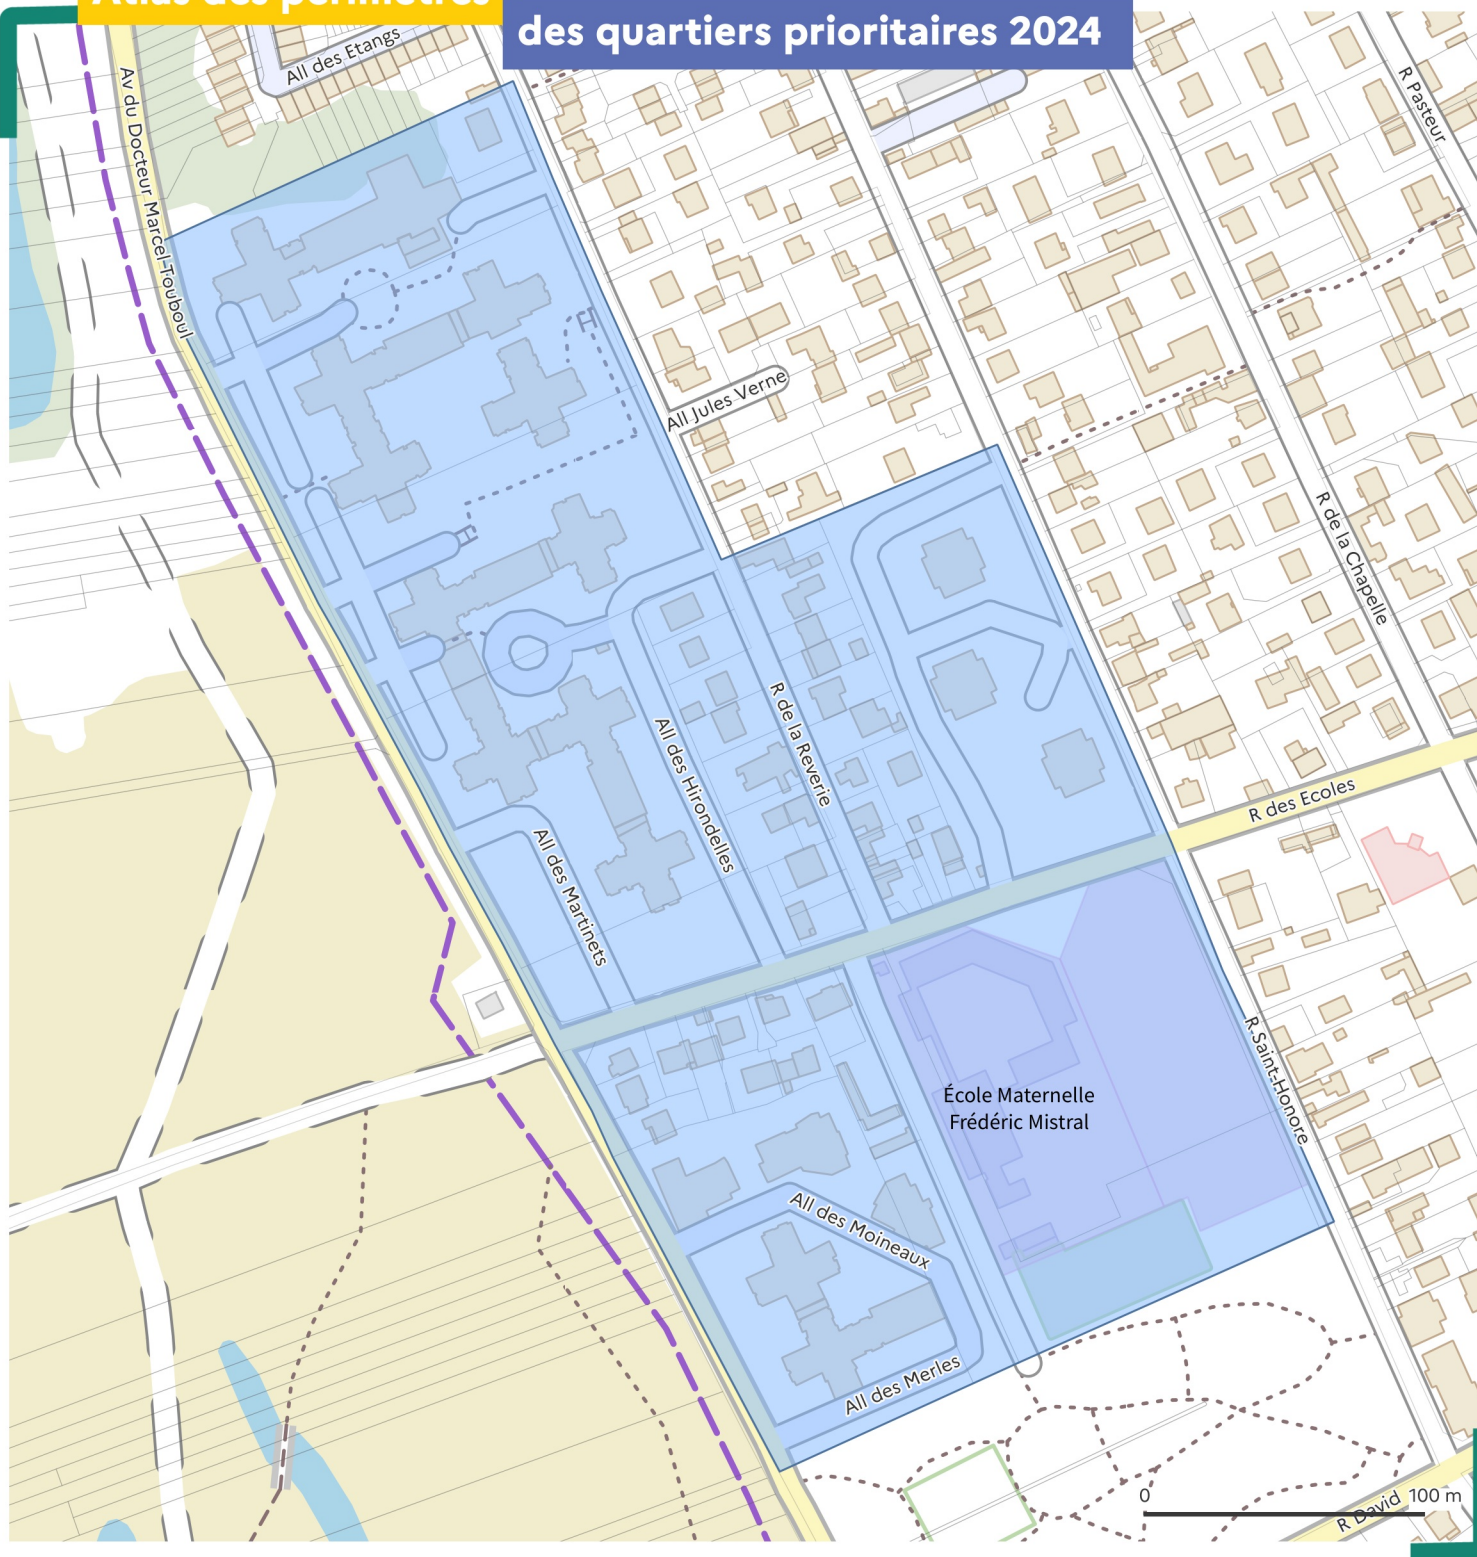 Atlas des périmètres
des quartiers prioritaires 2024
All des Etangs
R Pasteur
Av du Docteur Marcel Touboul
All Jules Verne
R de la Chapelle
R de la Reverie
All des Hirondelles
R des Ecoles
All des Martinets
R Saint-Honore
École Maternelle
Frédéric Mistral
All des Moineaux
All des Merles
0 100 m
R David